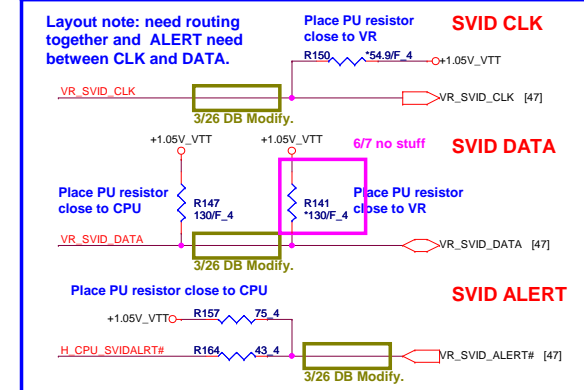 Layout note: need routing
together and ALERT need
between CLK and DATA.
Place PU resistor
close to VR
SVID CLK
R150 *54.9/F_4
+1.05V_VTT
VR_SVID_CLK
VR_SVID_CLK [47]
3/26 DB Modify.
+1.05V_VTT
+1.05V_VTT
6/7 no stuff
SVID DATA
Place PU resistor
close to CPU
R147
130/F_4
R141
*130/F_4
Place PU resistor
close to VR
VR_SVID_DATA
VR_SVID_DATA [47]
3/26 DB Modify.
Place PU resistor close to CPU
SVID ALERT
+1.05V_VTT
R157 75_4
H_CPU_SVIDALRT#
R164 43_4
VR_SVID_ALERT# [47]
3/26 DB Modify.